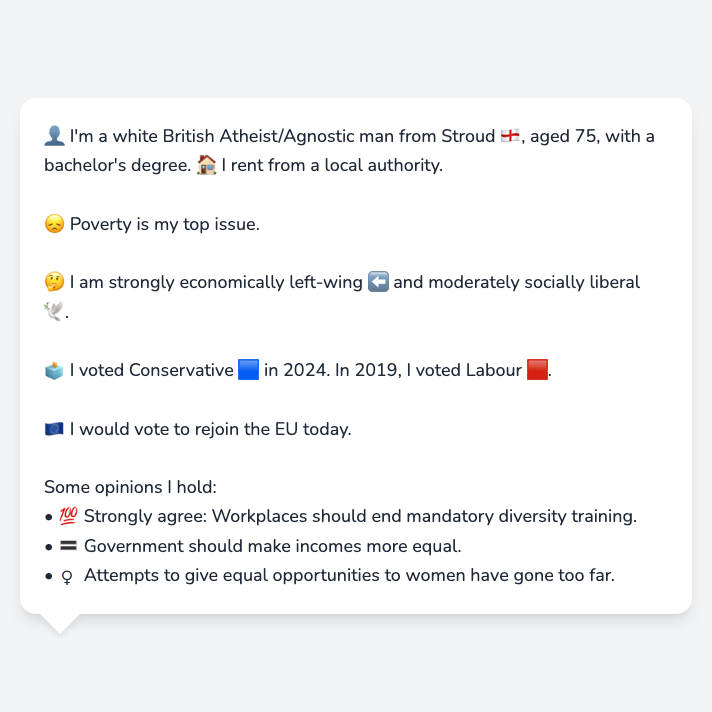 👤 I'm a white British Atheist/Agnostic man from Stroud 🏴󠁧󠁢󠁥󠁮󠁧󠁿, aged 75, with a
bachelor's degree. 🏠 I rent from a local authority.
😞 Poverty is my top issue.
🤔 I am strongly economically left-wing ⬅️ and moderately socially liberal
🕊️.
🗳️ I voted Conservative 🟦 in 2024. In 2019, I voted Labour 🟥.
🇪🇺 I would vote to rejoin the EU today.
Some opinions I hold:
• 💯 Strongly agree: Workplaces should end mandatory diversity training.
• 🟰 Government should make incomes more equal.
• ♀ Attempts to give equal opportunities to women have gone too far.